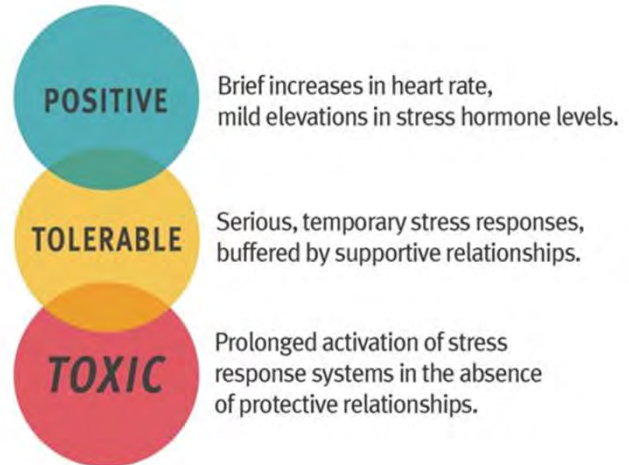 POSITIVE
Brief increases in heart rate,
mild elevations in stress hormone levels.
TOLERABLE
Serious, temporary stress responses,
buffered by supportive relationships.
TOXIC
Prolonged activation of stress
response systems in the absence
of protective relationships.